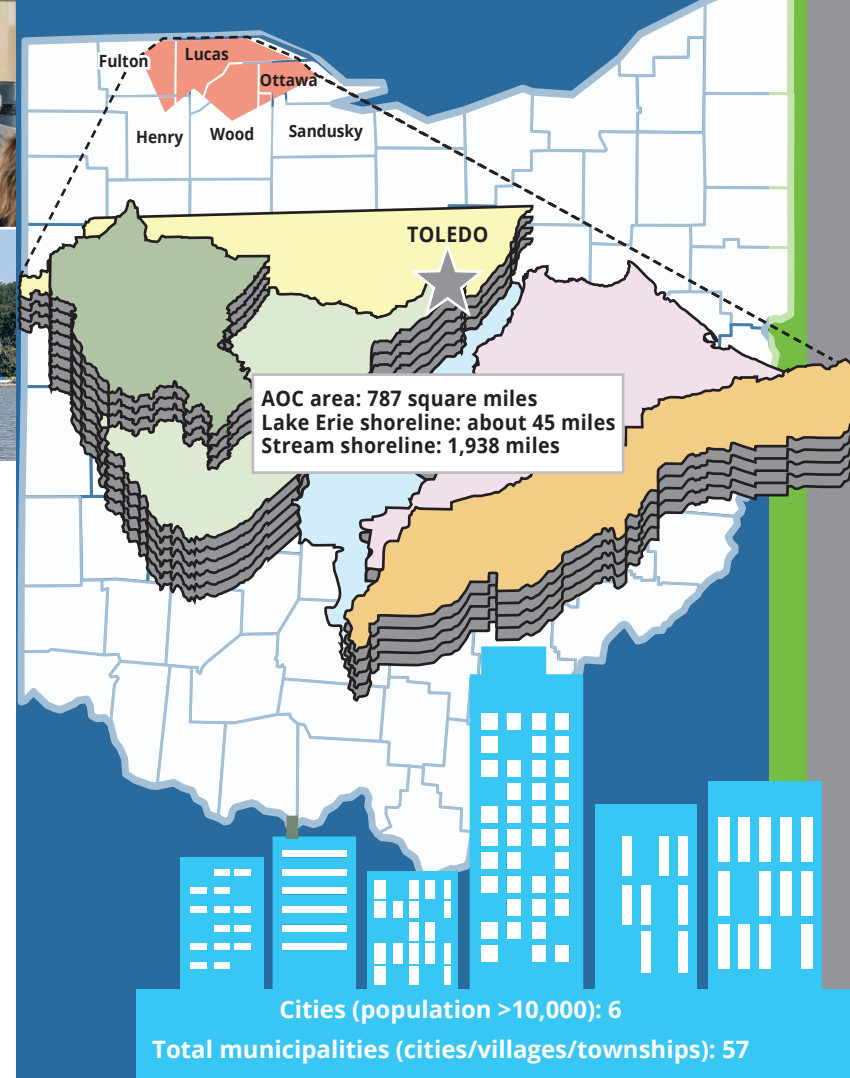 Fulton
Lucas
Ottawa
Henry
Wood
Sandusky
TOLEDO
AOC area: 787 square miles
Lake Erie shoreline: about 45 miles
Stream shoreline: 1,938 miles
Cities (population >10,000): 6
Total municipalities (cities/villages/townships): 57